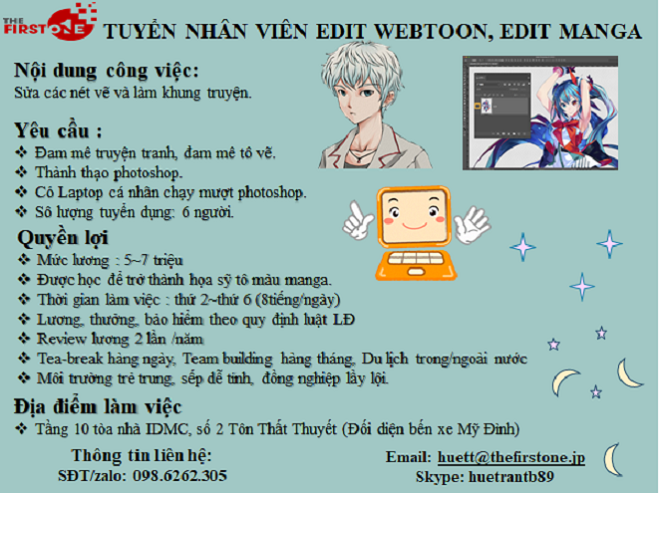 THE
FIRST ONE
TUYỂN NHÂN VIÊN EDIT WEBTOON, EDIT MANGA
Nội dung công việc:
Sửa các nét vẽ và làm khung truyện.
Yêu cầu :
❖ Đam mê truyện tranh, đam mê tô vẽ.
❖ Thành thạo photoshop.
❖ Có Laptop cá nhân chạy mượt photoshop.
❖ Số lượng tuyển dụng: 6 người.
Quyền lợi
❖ Mức lương : 5~7 triệu
❖ Được học để trở thành họa sỹ tô màu manga.
❖ Thời gian làm việc : thứ 2~thứ 6 (8tiếng/ngày)
❖ Lương, thưởng, bảo hiểm theo quy định luật LĐ
❖ Review lương 2 lần /năm
❖ Tea-break hàng ngày, Team building hàng tháng, Du lịch trong/ngoài nước
❖ Môi trường trẻ trung, sếp dễ tính, đồng nghiệp lầy lội.
Địa điểm làm việc
❖ Tầng 10 tòa nhà IDMC, số 2 Tôn Thất Thuyết (Đối diện bến xe Mỹ Đình)
Thông tin liên hệ:
SĐT/zalo: 098.6262.305
Email: huett@thefirstone.jp
Skype: huetrantb89